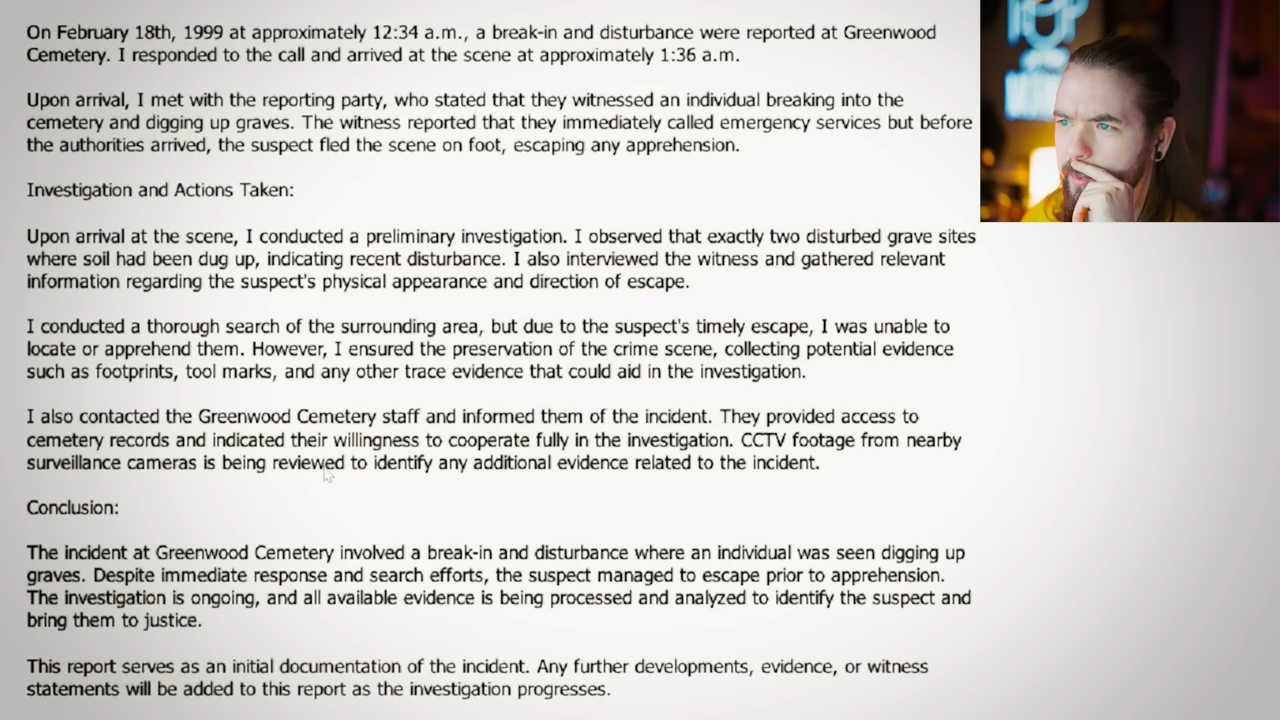 On February 18th, 1999 at approximately 12:34 a.m., a break-in and disturbance were reported at Greenwood
Cemetery. I responded to the call and arrived at the scene at approximately 1:36 a.m.
Upon arrival, I met with the reporting party, who stated that they witnessed an individual breaking into the
cemetery and digging up graves. The witness reported that they immediately called emergency services but before
the authorities arrived, the suspect fled the scene on foot, escaping any apprehension.
Investigation and Actions Taken:
Upon arrival at the scene, I conducted a preliminary investigation. I observed that exactly two disturbed grave sites
where soil had been dug up, indicating recent disturbance. I also interviewed the witness and gathered relevant
information regarding the suspect's physical appearance and direction of escape.
I conducted a thorough search of the surrounding area, but due to the suspect's timely escape, I was unable to
locate or apprehend them. However, I ensured the preservation of the crime scene, collecting potential evidence
such as footprints, tool marks, and any other trace evidence that could aid in the investigation.
I also contacted the Greenwood Cemetery staff and informed them of the incident. They provided access to
cemetery records and indicated their willingness to cooperate fully in the investigation. CCTV footage from nearby
surveillance cameras is being reviewed to identify any additional evidence related to the incident.
Conclusion:
The incident at Greenwood Cemetery involved a break-in and disturbance where an individual was seen digging up
graves. Despite immediate response and search efforts, the suspect managed to escape prior to apprehension.
The investigation is ongoing, and all available evidence is being processed and analyzed to identify the suspect and
bring them to justice.
This report serves as an initial documentation of the incident. Any further developments, evidence, or witness
statements will be added to this report as the investigation progresses.